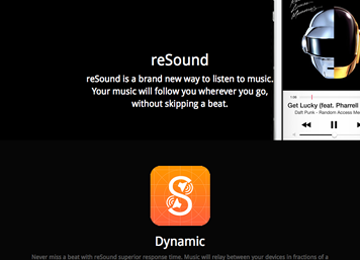 reSound
reSound is a brand new way to listen to music.
Your music will follow you wherever you go,
without skipping a beat.
Get Lucky (feat. Pharrell
Daft Punk - Random Access Me
Dynamic
Never miss a beat with reSound superior response time. Music will relay between your devices in fractions of a